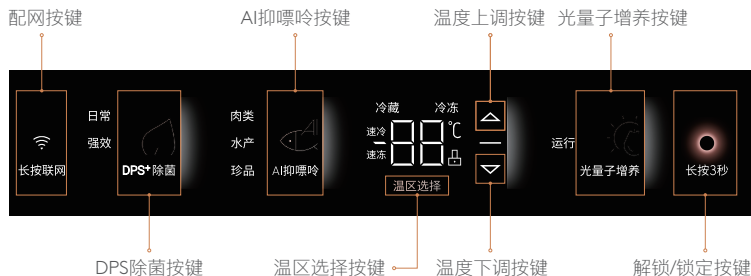 配网按键
AI抑嘌呤按键
温度上调按键
光量子增养按键
日常
强效
肉类
水产
珍品
冷藏
冷冻
速冷
速冻
-88℃
运行
长按联网
DPS+除菌
AI
AI抑嘌呤
温区选择
光量子增养
长按3秒
DPS除菌按键
温区选择按键
温度下调按键
解锁/锁定按键